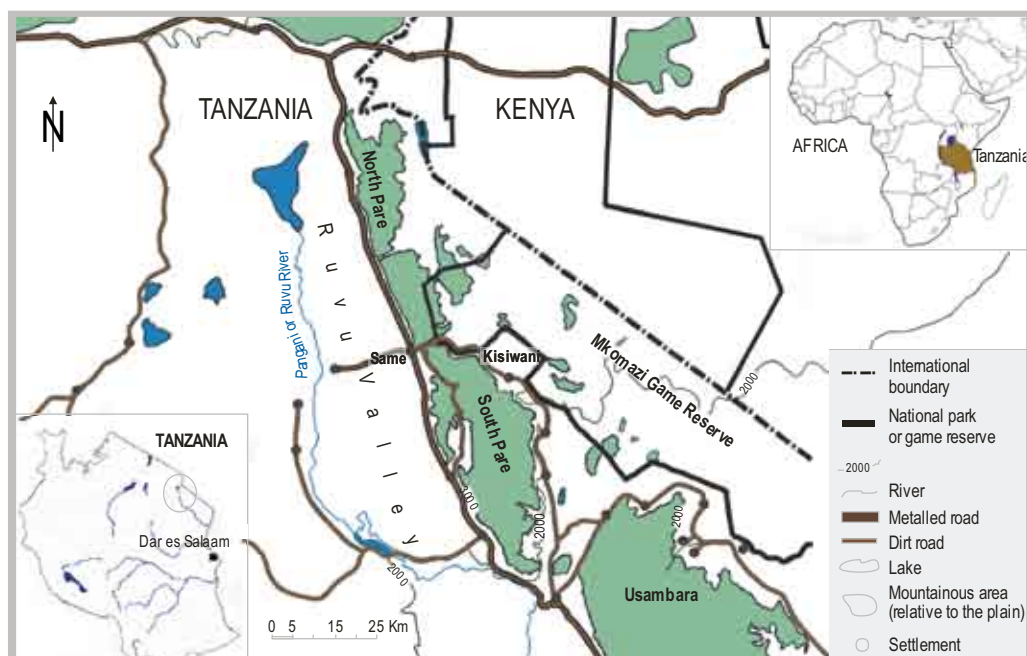 N
TANZANIA
KENYA
AFRICA
Tanzania
North Pare
Ruvu Valley
Pangani or Ruvu River
Same
Kisiwani
Mkomazi Game Reserve
2000
South Pare
2000
2000
2000
Usambara
TANZANIA
Dar es Salaam
0 5 25 Km
International
boundary
National park
or game reserve
2000
River
Metalled road
Dirt road
Lake
Mountainous area
(relative to the plain)
Settlement